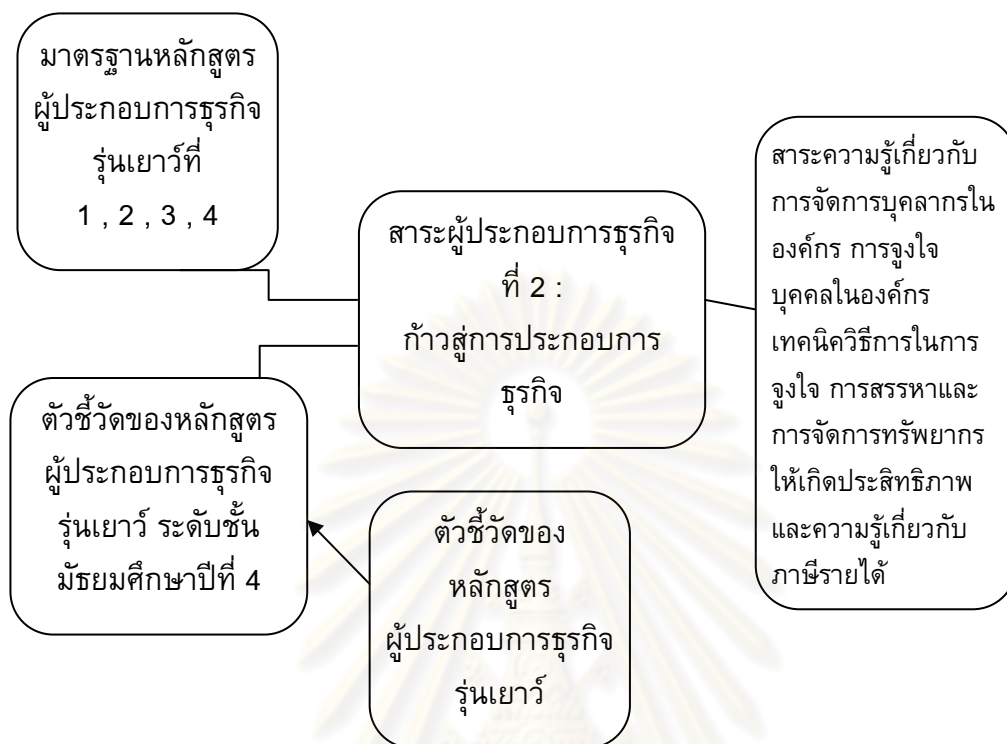 มาตรฐานหลักสูตร
ผู้ประกอบการธุรกิจ
รุ่นเยาว์ที่
1 , 2 , 3 , 4
สาระผู้ประกอบการธุรกิจ
ที่ 2 :
ก้าวสู่การประกอบการ
ธุรกิจ
สาระความรู้เกี่ยวกับ
การจัดการบุคลากรใน
องค์กร การจูงใจ
บุคคลในองค์กร
เทคนิควิธีการในการ
จูงใจ การสรรหาและ
การจัดการทรัพยากร
ให้เกิดประสิทธิภาพ
และความรู้เกี่ยวกับ
ภาษีรายได้
ตัวชี้วัดของหลักสูตร
ผู้ประกอบการธุรกิจ
รุ่นเยาว์ ระดับชั้น
มัธยมศึกษาปีที่ 4
ตัวชี้วัดของ
หลักสูตร
ผู้ประกอบการธุรกิจ
รุ่นเยาว์